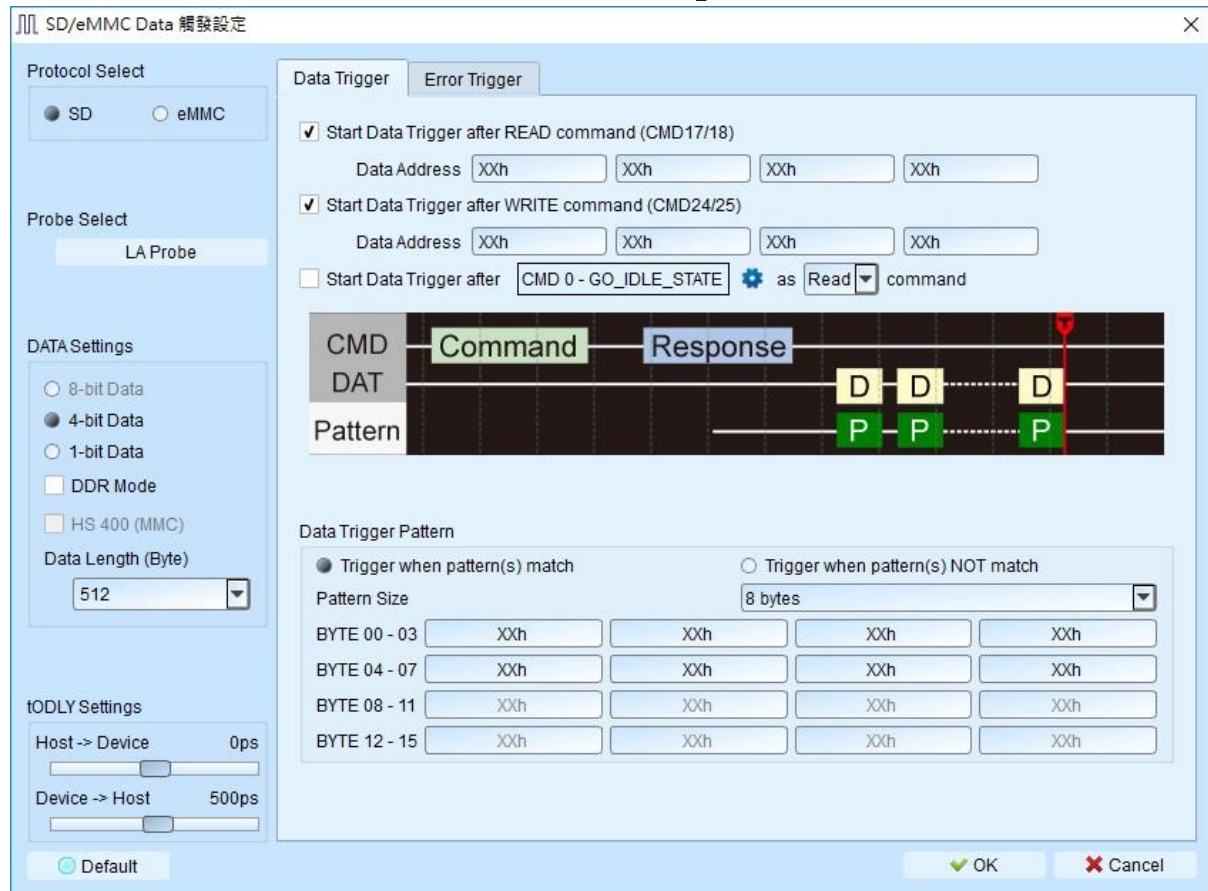 SD/eMMC Data 觸發設定
Protocol Select
SD eMMC
Probe Select
LA Probe
DATA Settings
8-bit Data
4-bit Data
1-bit Data
DDR Mode
HS 400 (MMC)
Data Length (Byte)
512
tODLY Settings
Host -> Device 0ps
Device -> Host 500ps
Default
Data Trigger Error Trigger
Start Data Trigger after READ command (CMD17/18)
Data Address XXh XXh XXh XXh
Start Data Trigger after WRITE command (CMD24/25)
Data Address XXh XXh XXh XXh
Start Data Trigger after CMD 0 - GO_IDLE_STATE as Read command
T
CMD Command Response
DAT D D D
Pattern P P P
Data Trigger Pattern
Trigger when pattern(s) match Trigger when pattern(s) NOT match
Pattern Size 8 bytes
BYTE 00 - 03 XXh XXh XXh XXh
BYTE 04 - 07 XXh XXh XXh XXh
BYTE 08 - 11 XXh XXh XXh XXh
BYTE 12 - 15 XXh XXh XXh XXh
OK Cancel